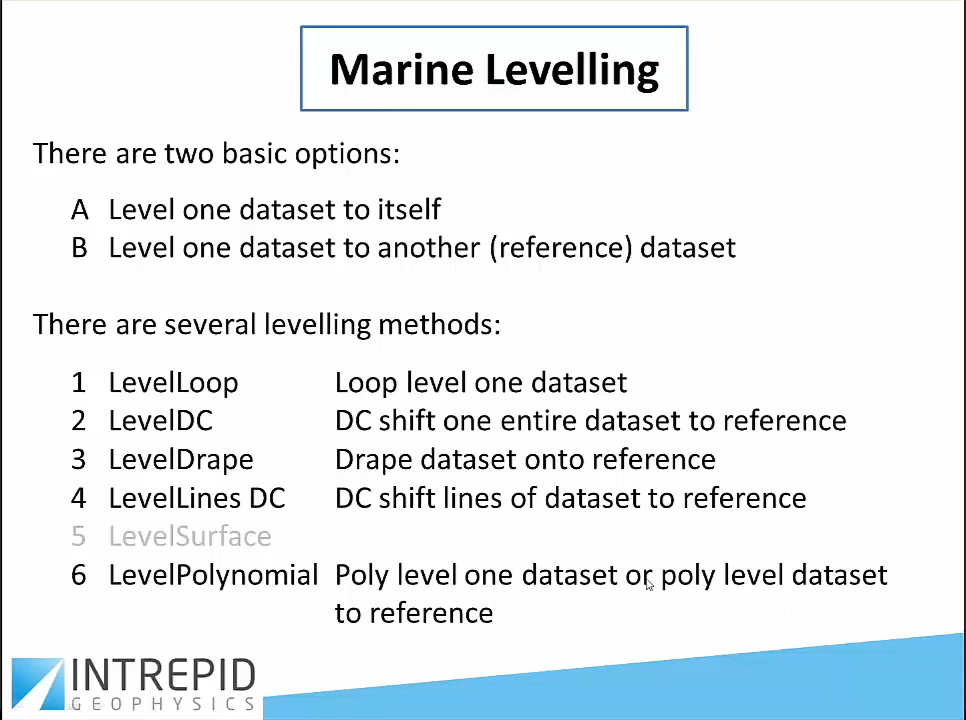 Marine Levelling
There are two basic options:
A Level one dataset to itself
B Level one dataset to another (reference) dataset
There are several levelling methods:
1 LevelLoop Loop level one dataset
2 LevelDC DC shift one entire dataset to reference
3 LevelDrape Drape dataset onto reference
4 LevelLines DC DC shift lines of dataset to reference
5 LevelSurface
6 LevelPolynomial Poly level one dataset or poly level dataset
to reference
INTREPID
GEOPHYSICS